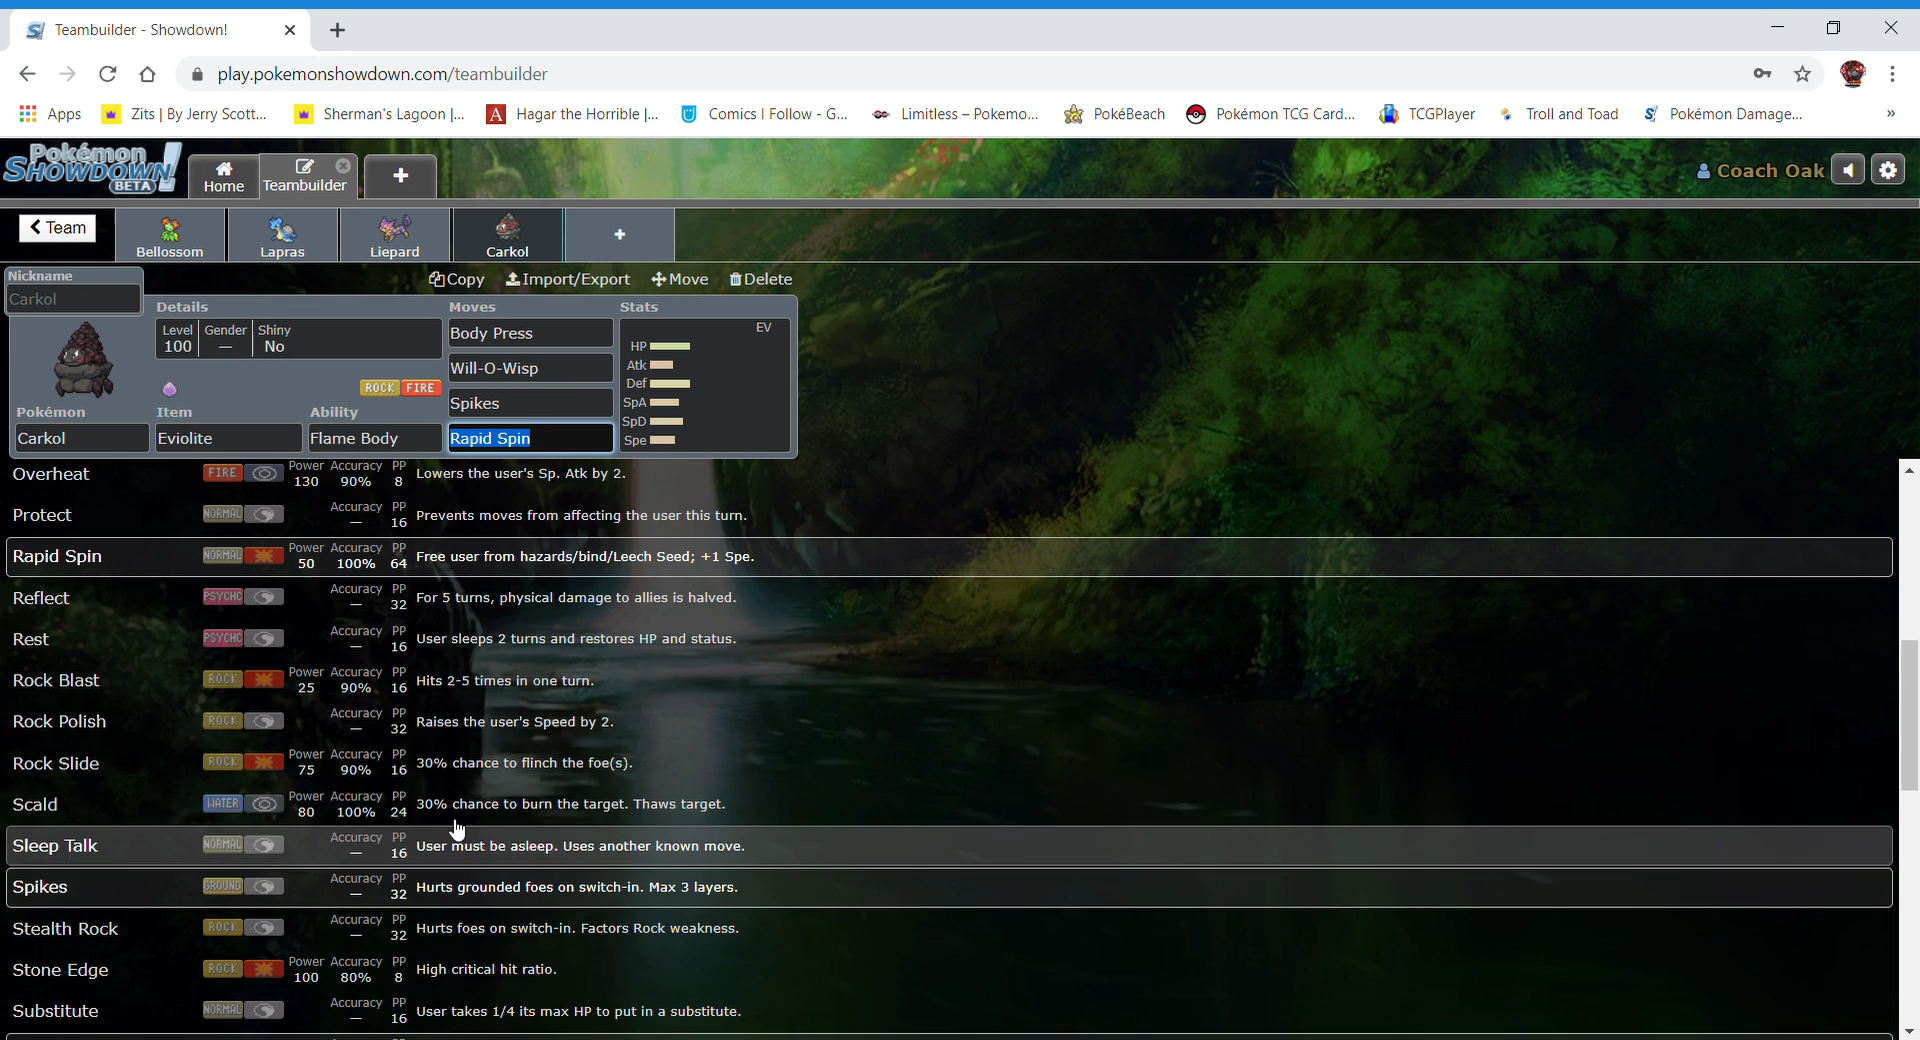 Teambuilder - Showdown!
play.pokemonshowdown.com/teambuilder
Apps
Zits | By Jerry Scott...
Sherman's Lagoon |...
Hagar the Horrible |...
Comics I Follow - G...
Limitless – Pokemo...
PokéBeach
Pokémon TCG Card...
TCGPlayer
Troll and Toad
Pokémon Damage...
»
Pokémon
SHOWDOWN!
BETA
Home
Teambuilder
Coach Oak
Team
Bellossom
Lapras
Liepard
Carkol
Nickname
Carkol
Copy
Import/Export
Move
Delete
Details
Level Gender Shiny
100 — No
ROCK FIRE
Pokémon Item Ability
Carkol Eviolite Flame Body
Moves
Body Press
Will-O-Wisp
Spikes
Rapid Spin
Stats
EV
HP
Atk
Def
SpA
SpD
Spe
Overheat FIRE Power 130 Accuracy 90% PP 8 Lowers the user's Sp. Atk by 2.
Protect NORMAL Accuracy — PP 16 Prevents moves from affecting the user this turn.
Rapid Spin NORMAL Power 50 Accuracy 100% PP 64 Free user from hazards/bind/Leech Seed; +1 Spe.
Reflect PSYCHC Accuracy — PP 32 For 5 turns, physical damage to allies is halved.
Rest PSYCHC Accuracy — PP 16 User sleeps 2 turns and restores HP and status.
Rock Blast ROCK Power 25 Accuracy 90% PP 16 Hits 2-5 times in one turn.
Rock Polish ROCK Accuracy — PP 32 Raises the user's Speed by 2.
Rock Slide ROCK Power 75 Accuracy 90% PP 16 30% chance to flinch the foe(s).
Scald WATER Power 80 Accuracy 100% PP 24 30% chance to burn the target. Thaws target.
Sleep Talk NORMAL Accuracy — PP 16 User must be asleep. Uses another known move.
Spikes GROUND Accuracy — PP 32 Hurts grounded foes on switch-in. Max 3 layers.
Stealth Rock ROCK Accuracy — PP 32 Hurts foes on switch-in. Factors Rock weakness.
Stone Edge ROCK Power 100 Accuracy 80% PP 8 High critical hit ratio.
Substitute NORMAL Accuracy — PP 16 User takes 1/4 its max HP to put in a substitute.